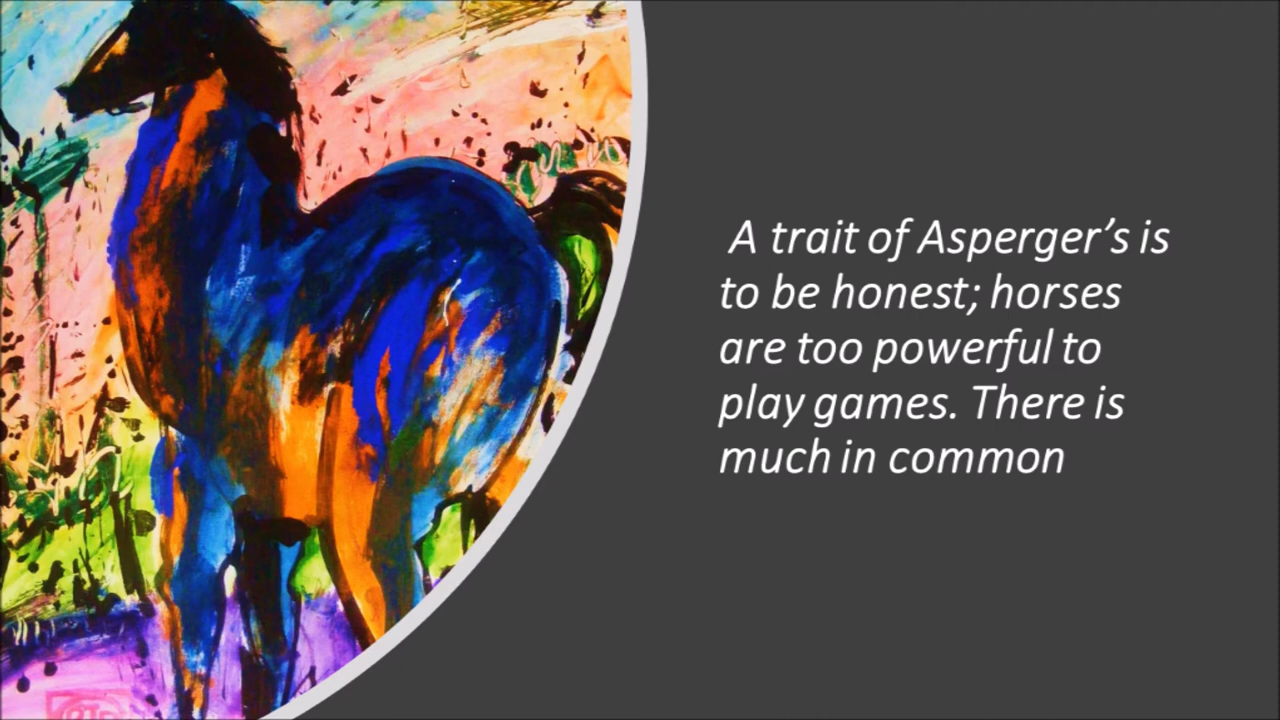 A trait of Asperger’s is
to be honest; horses
are too powerful to
play games. There is
much in common